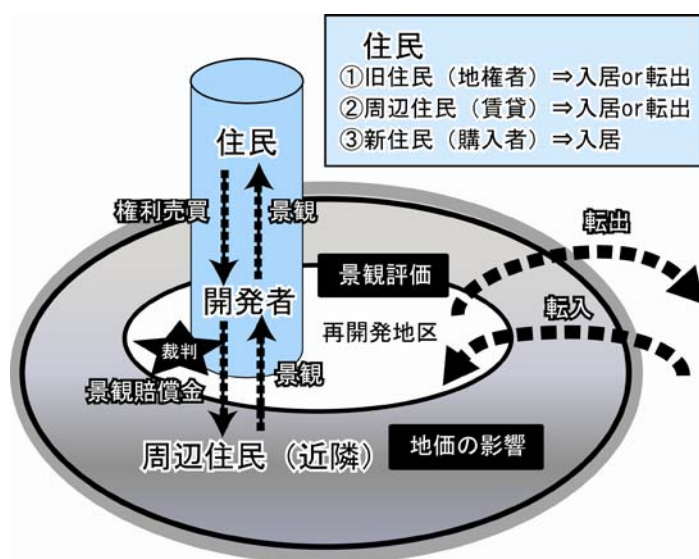 住民
①旧住民（地権者）⇒入居or転出
②周辺住民（賃貸）⇒入居or転出
③新住民（購入者）⇒入居
住民
権利売買
景観
転出
景観評価
開発者
転入
再開発地区
裁判
景観賠償金
景観
周辺住民（近隣）
地価の影響